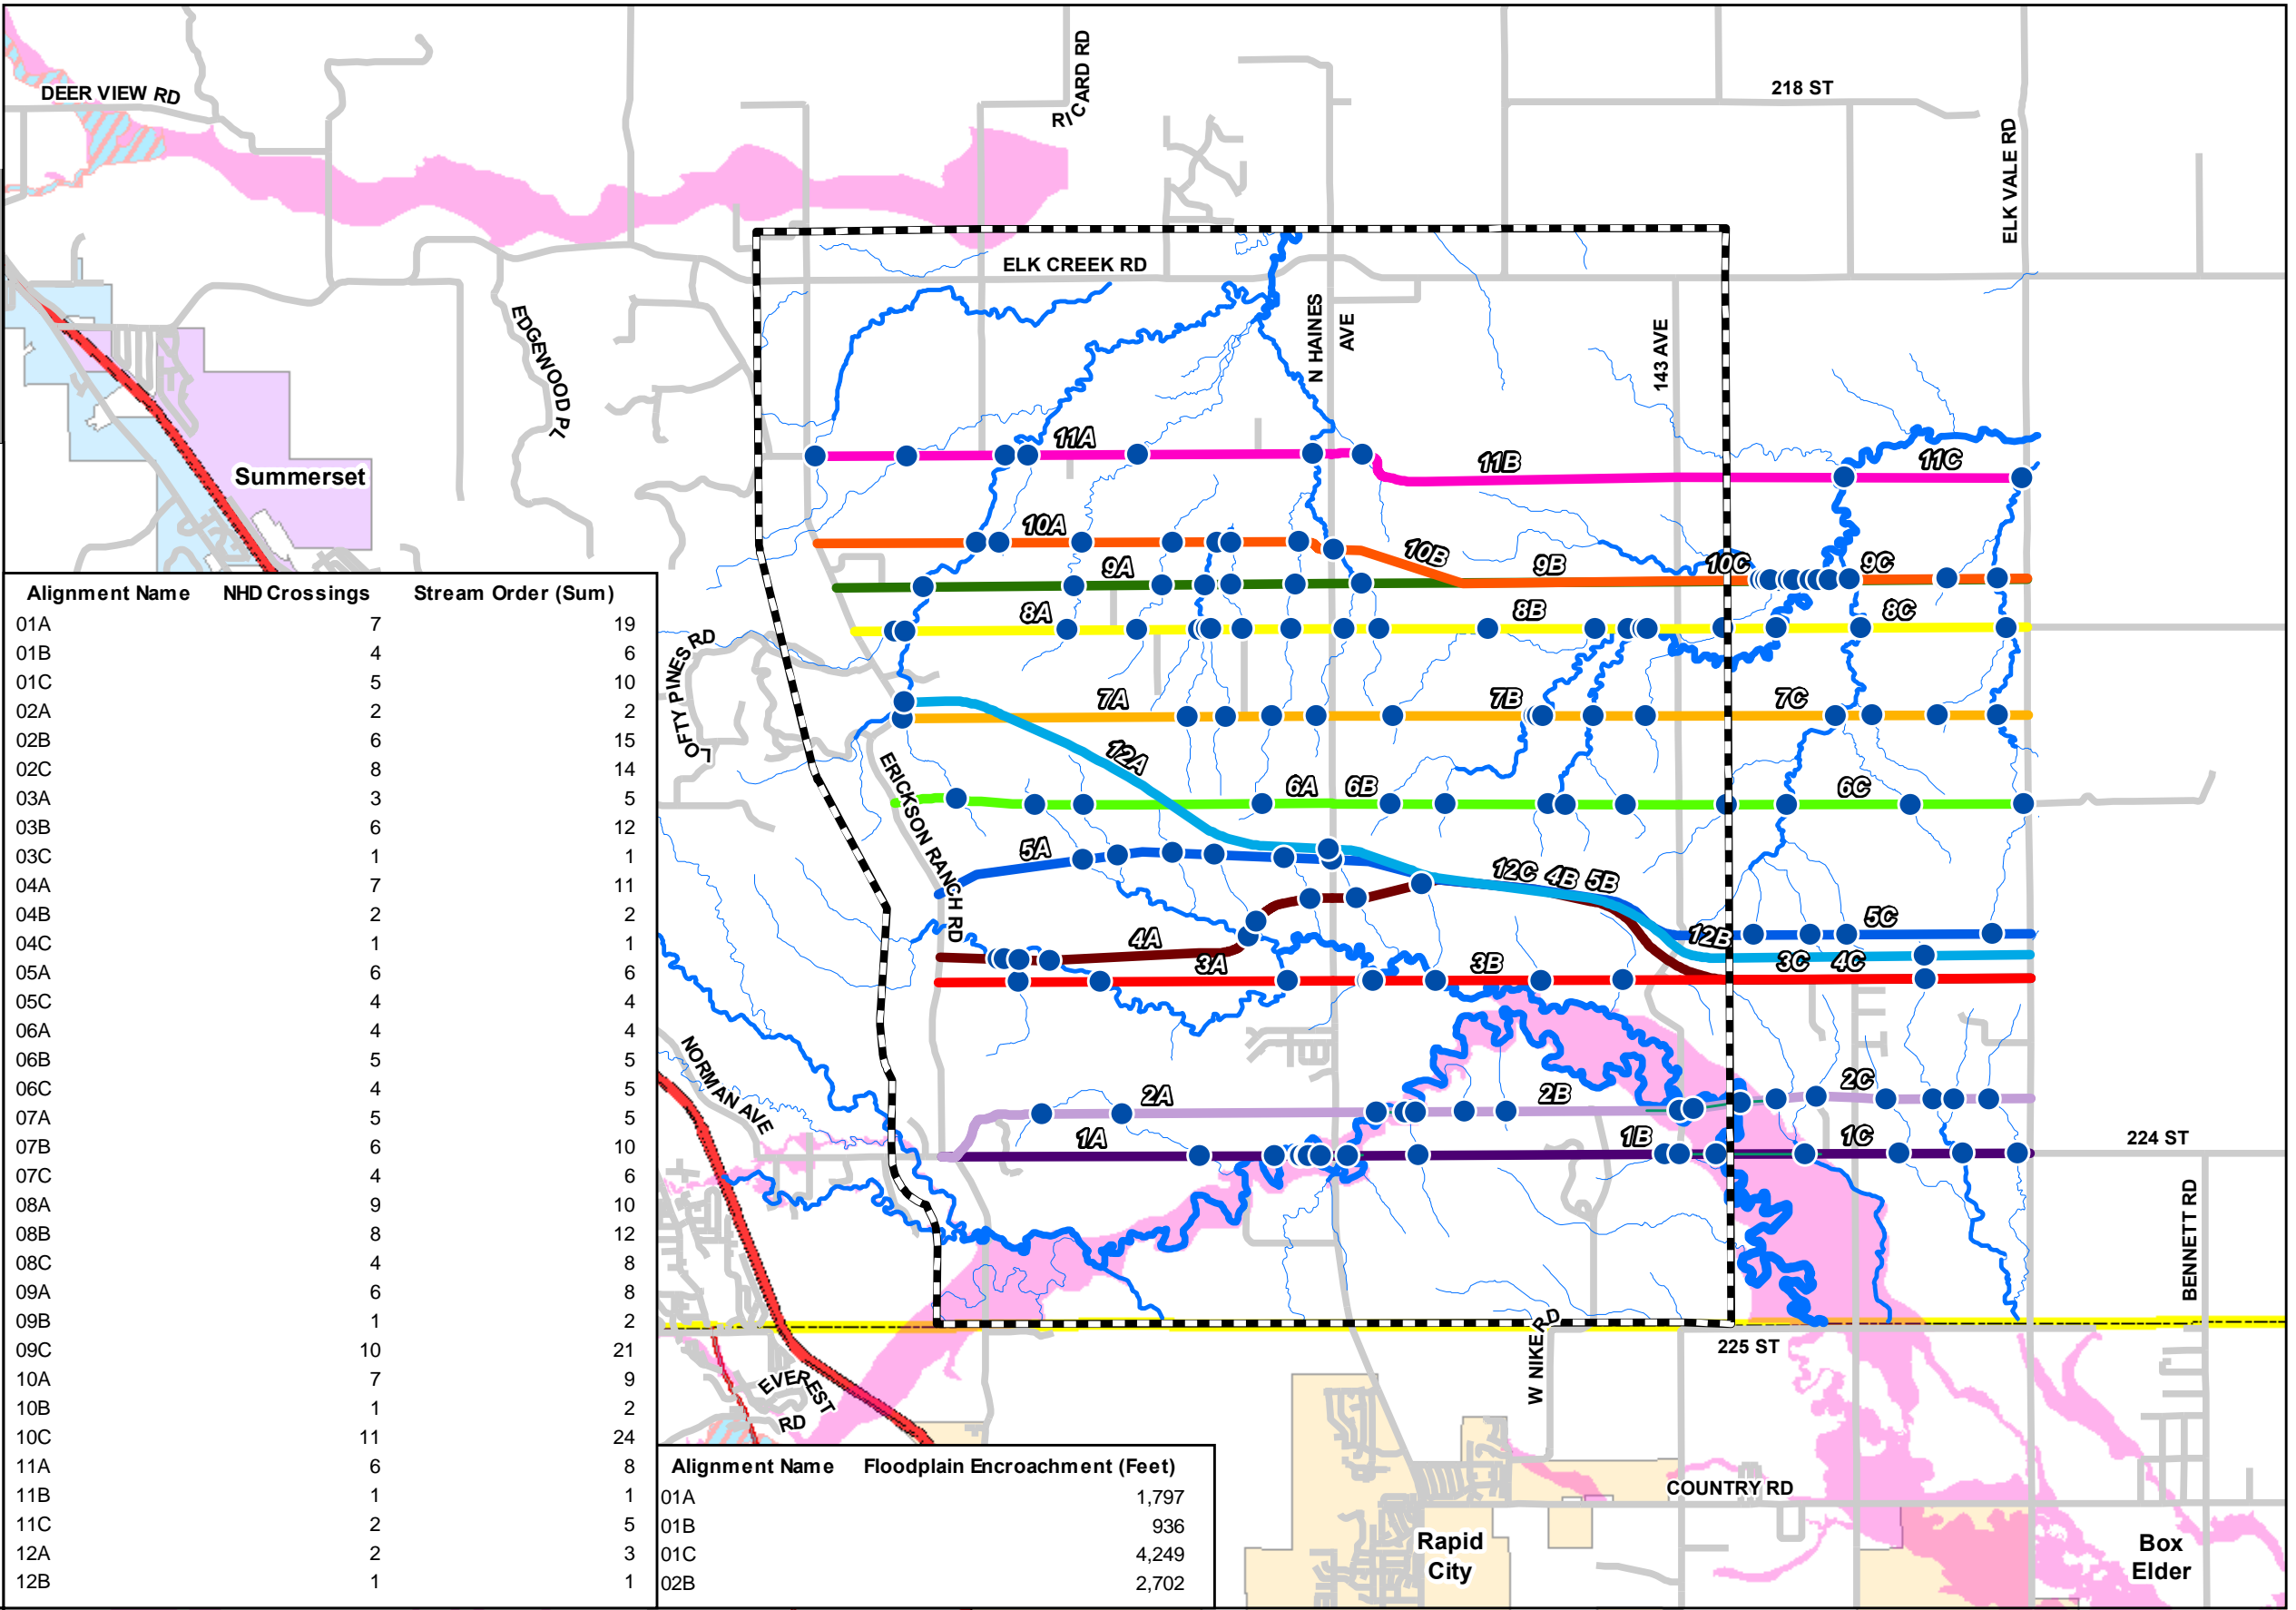 DEER VIEW RD
RICARD RD
218 ST
ELK VALE RD
ELK CREEK RD
EDGEWOOD PL
N HAINES
AVE
143 AVE
Summerset
11A
11B
11C
10A
10B
10C
9A
9B
9C
8A
8B
8C
LOFTY PINES RD
7A
7B
7C
12A
ERICKSON RANCH RD
6A
6B
6C
5A
12C
4B
5B
5C
12B
4A
3A
3B
3C
4C
NORMAN AVE
2A
2B
2C
1A
1B
1C
224 ST
BENNETT RD
W NIKE RD
225 ST
EVEREST
RD
COUNTRY RD
Rapid
City
Box
Elder
Alignment Name NHD Crossings Stream Order (Sum)
01A 7 19
01B 4 6
01C 5 10
02A 2 2
02B 6 15
02C 8 14
03A 3 5
03B 6 12
03C 1 1
04A 7 11
04B 2 2
04C 1 1
05A 6 6
05C 4 4
06A 4 4
06B 5 5
06C 4 5
07A 5 5
07B 6 10
07C 4 6
08A 9 10
08B 8 12
08C 4 8
09A 6 8
09B 1 2
09C 10 21
10A 7 9
10B 1 2
10C 11 24
11A 6 8
11B 1 1
11C 2 5
12A 2 3
12B 1 1
Alignment Name Floodplain Encroachment (Feet)
01A 1,797
01B 936
01C 4,249
02B 2,702